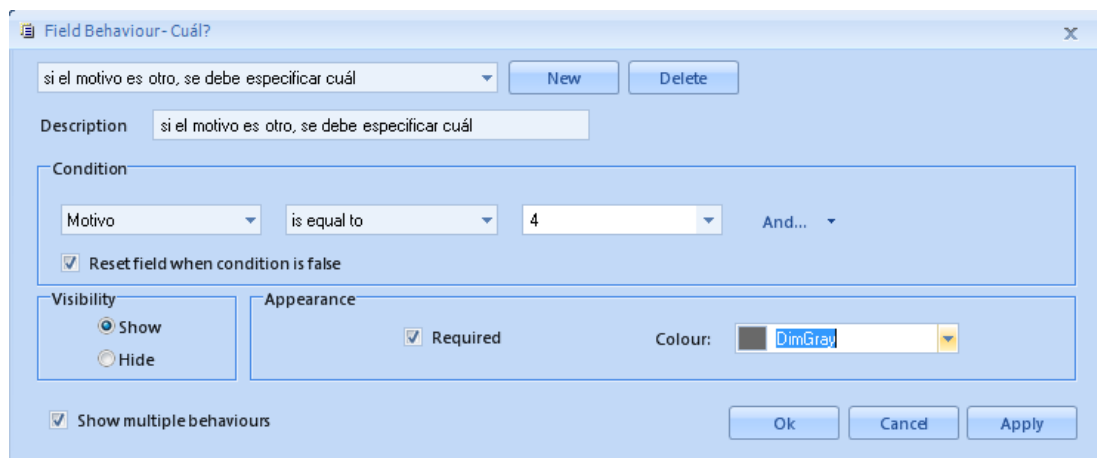 Field Behaviour- Cuál?
si el motivo es otro, se debe especificar cuál New Delete
Description si el motivo es otro, se debe especificar cuál
Condition
Motivo is equal to 4 And...
Reset field when condition is false
Visibility Appearance
Show
Required Colour: DimGray
Hide
Show multiple behaviours
Ok Cancel Apply